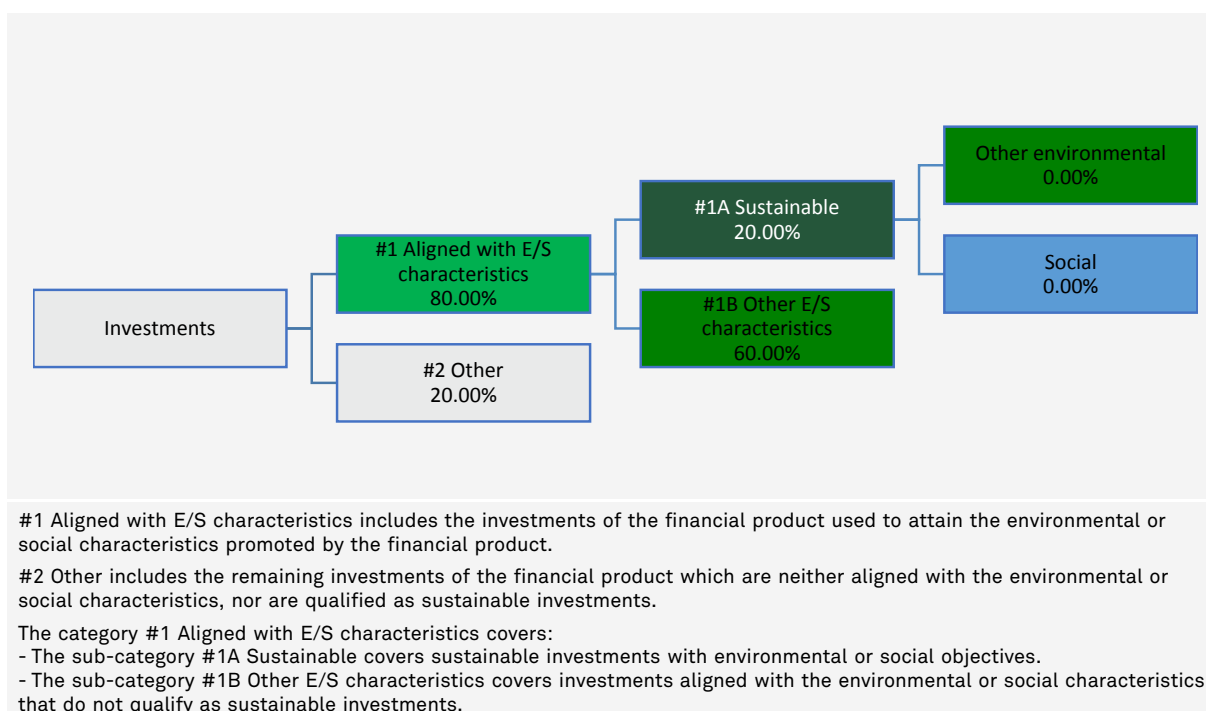 Investments
#1 Aligned with E/S
characteristics
80.00%
#2 Other
20.00%
#1A Sustainable
20.00%
#1B Other E/S
characteristics
60.00%
Other environmental
0.00%
Social
0.00%
#1 Aligned with E/S characteristics includes the investments of the financial product used to attain the environmental or
social characteristics promoted by the financial product.
#2 Other includes the remaining investments of the financial product which are neither aligned with the environmental or
social characteristics, nor are qualified as sustainable investments.
The category #1 Aligned with E/S characteristics covers:
- The sub-category #1A Sustainable covers sustainable investments with environmental or social objectives.
- The sub-category #1B Other E/S characteristics covers investments aligned with the environmental or social characteristics
that do not qualify as sustainable investments.